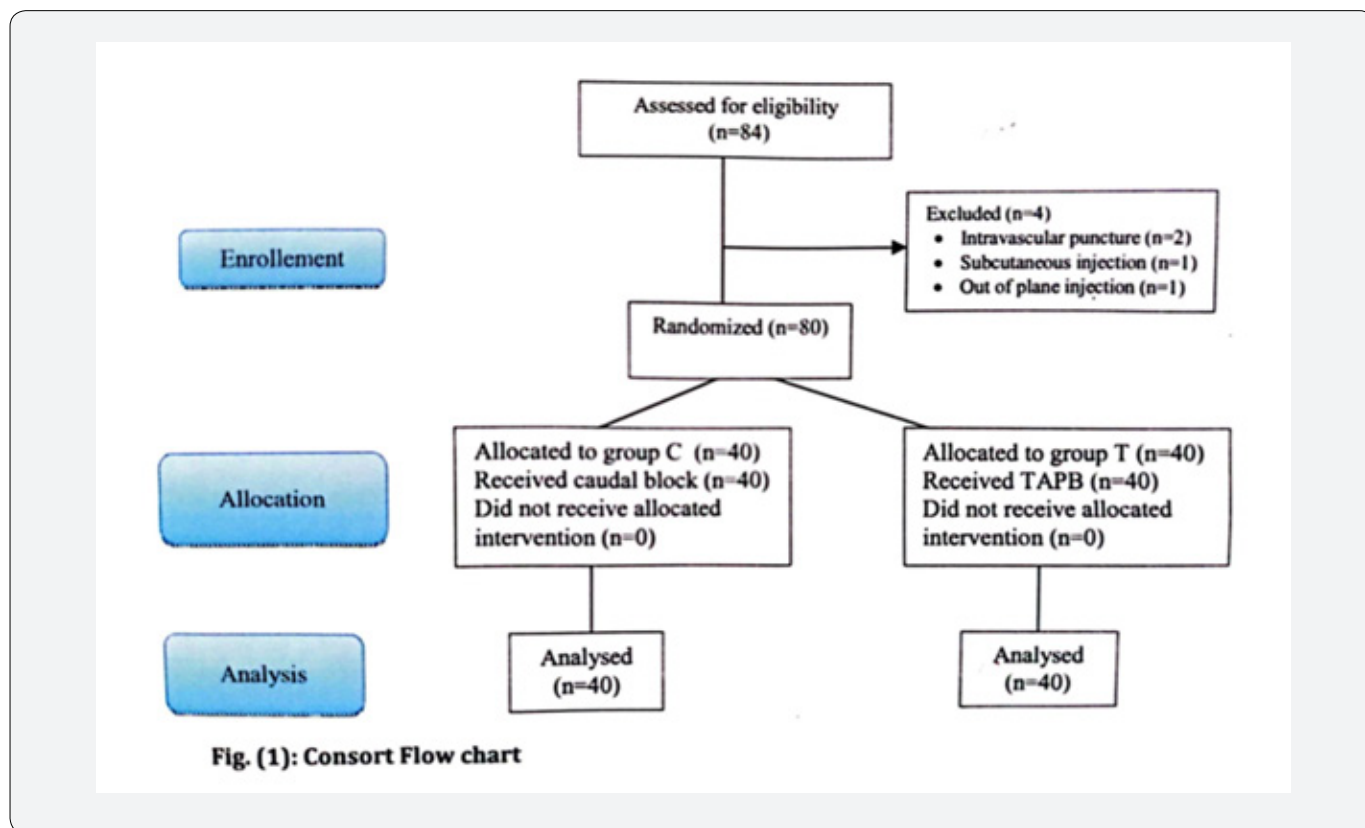 Assessed for eligibility
(n=84)
Excluded (n=4)
• Intravascular puncture (n=2)
• Subcutaneous injection (n=1)
• Out of plane injection (n=1)
Enrollement
Randomized (n=80)
Allocation
Allocated to group C (n=40)
Received caudal block (n=40)
Did not receive allocated
intervention (n=0)
Allocated to group T (n=40)
Received TAPB (n=40)
Did not receive allocated
intervention (n=0)
Analysis
Analysed
(n=40)
Analysed
(n=40)
Fig. (1): Consort Flow chart